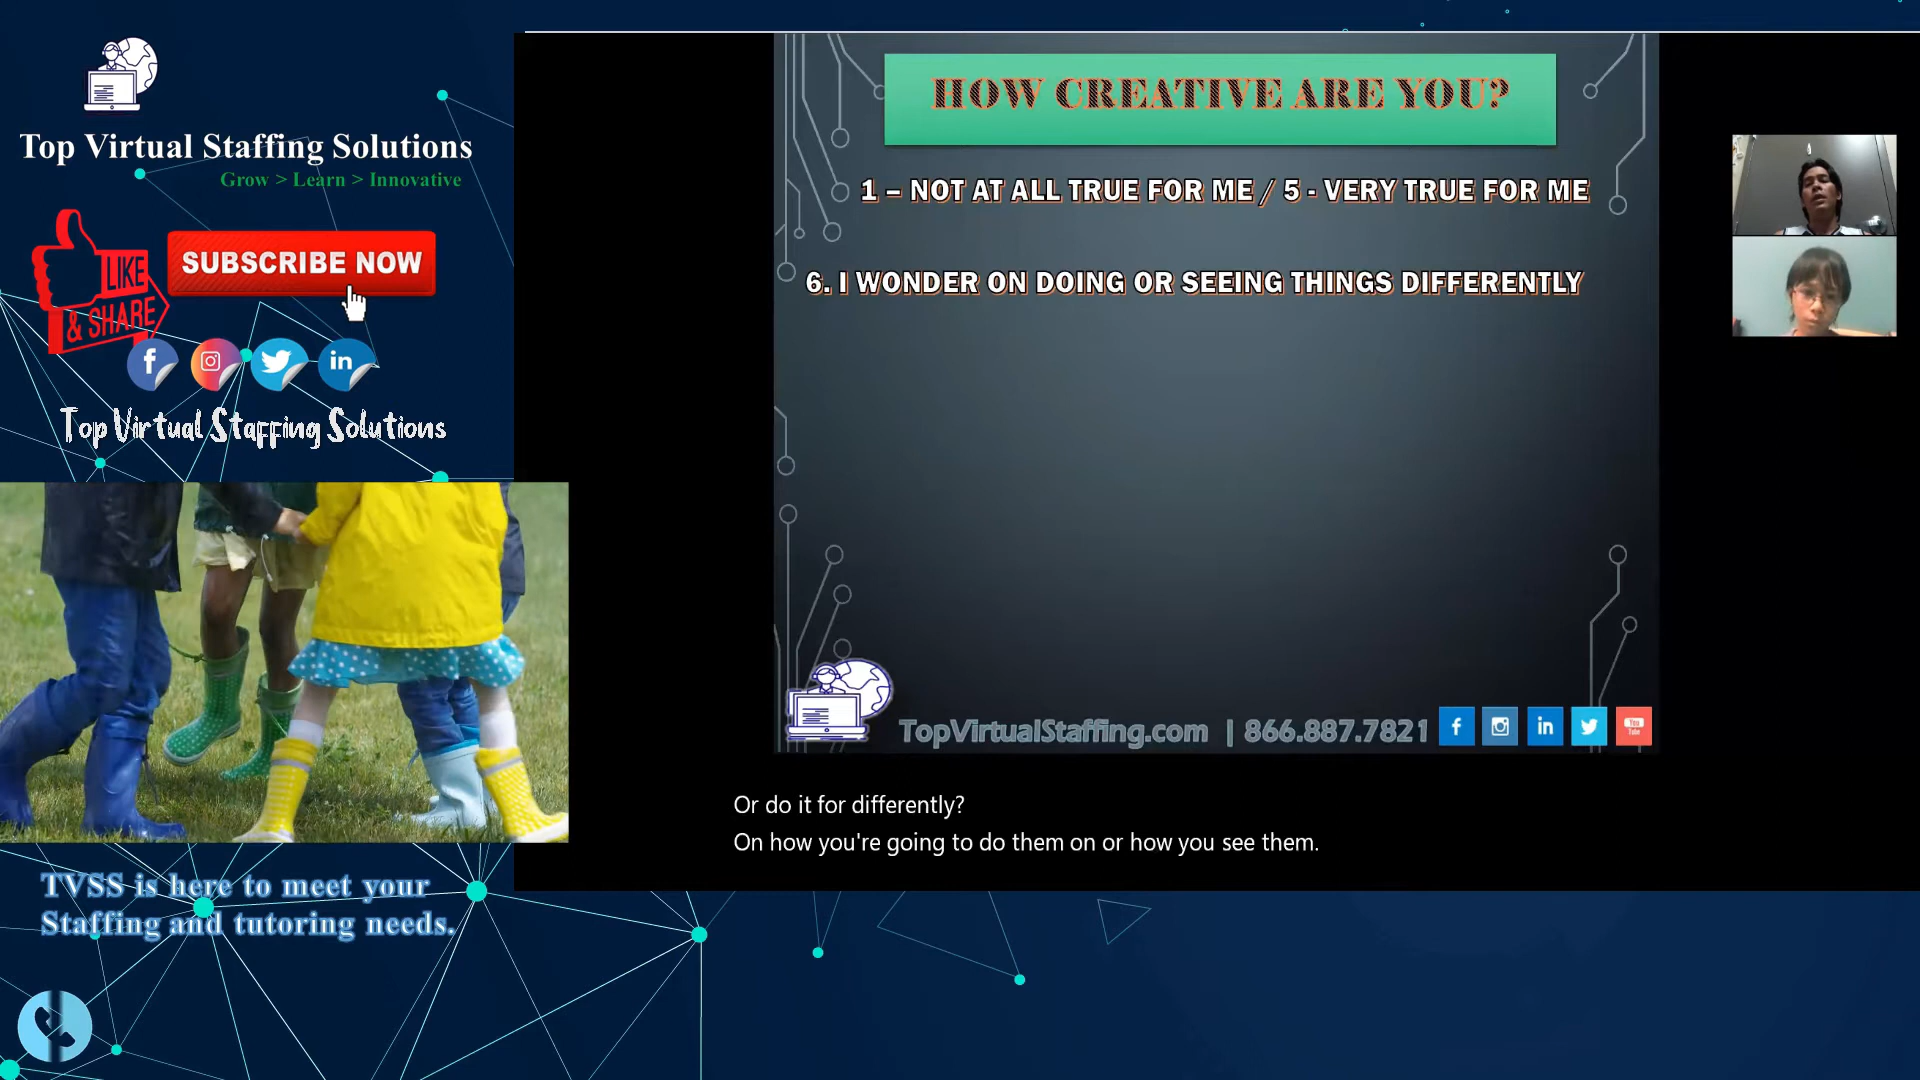 Top Virtual Staffing Solutions
Grow > Learn > Innovative
LIKE
& SHARE
SUBSCRIBE NOW
Top Virtual Staffing Solutions
TVSS is here to meet your
Staffing and tutoring needs.
HOW CREATIVE ARE YOU?
1 – NOT AT ALL TRUE FOR ME / 5 - VERY TRUE FOR ME
6. I WONDER ON DOING OR SEEING THINGS DIFFERENTLY
TopVirtualStaffing.com | 866.887.7821
You
Tube
Or do it for differently?
On how you're going to do them on or how you see them.